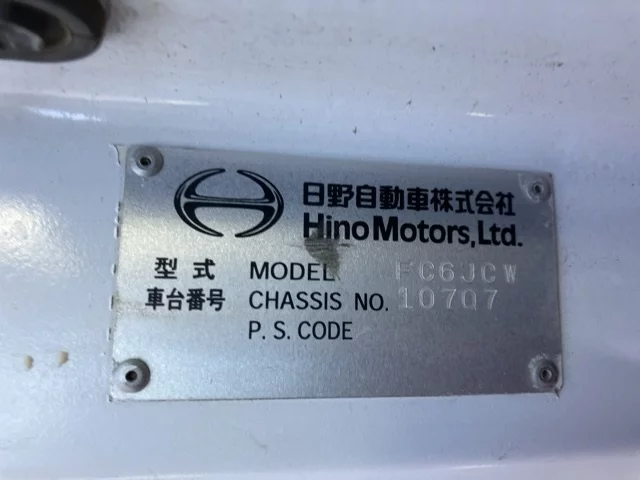 日野自動車株式会社
Hino Motors, Ltd.
型式 MODEL FC6JCW
車台番号 CHASSIS NO. 10707
P.S.CODE